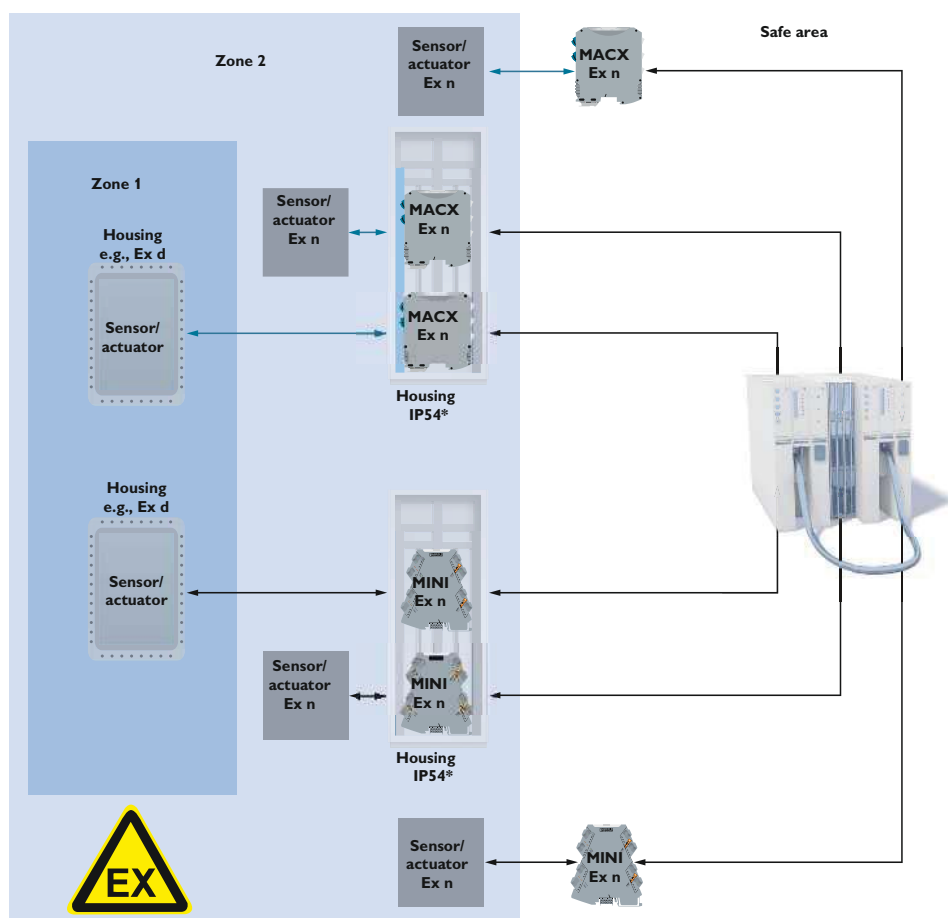 Zone 2
Sensor/
actuator
Ex n
MACX
Ex n
Safe area
Zone 1
Sensor/
actuator
Ex n
MACX
Ex n
Housing
e.g., Ex d
Sensor/
actuator
MACX
Ex n
Housing
IP54*
Housing
e.g., Ex d
Sensor/
actuator
MINI
Ex n
Sensor/
actuator
Ex n
MINI
Ex n
Housing
IP54*
EX
Sensor/
actuator
Ex n
MINI
Ex n